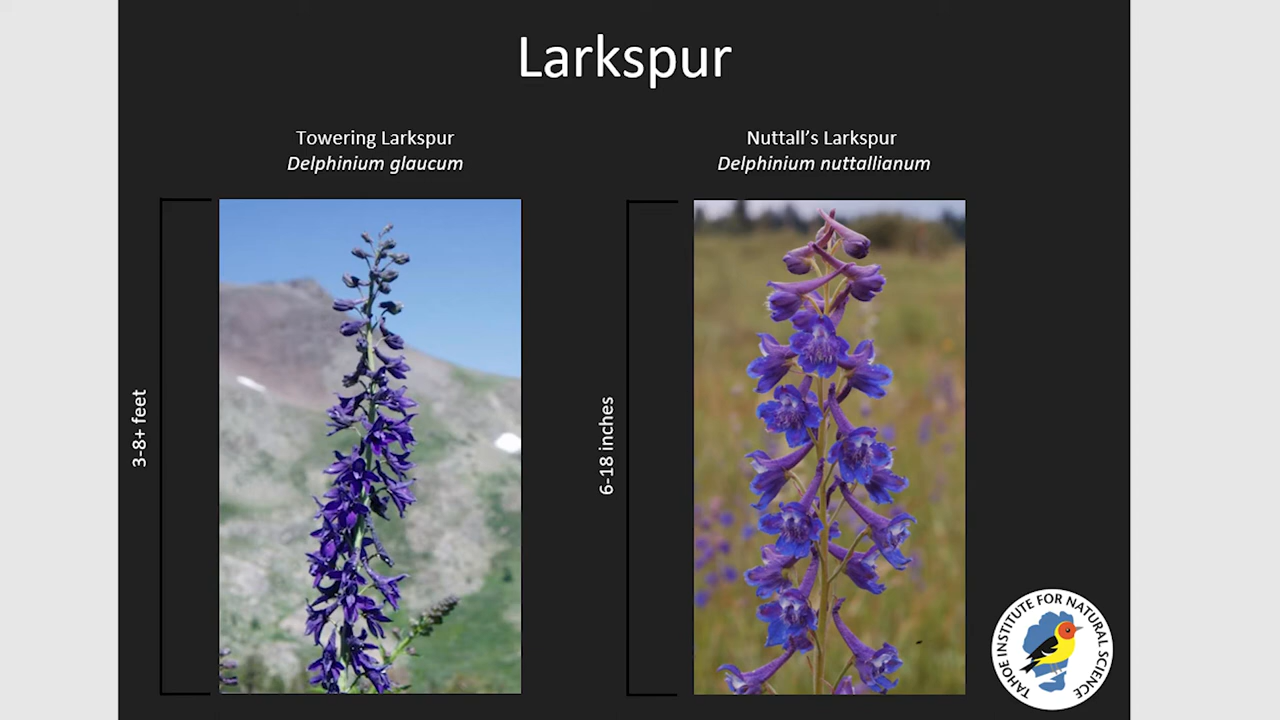 Larkspur
Towering Larkspur
Delphinium glaucum
Nuttall's Larkspur
Delphinium nuttallianum
3-8+ feet
6-18 inches
TAHOE INSTITUTE FOR NATURAL SCIENCE